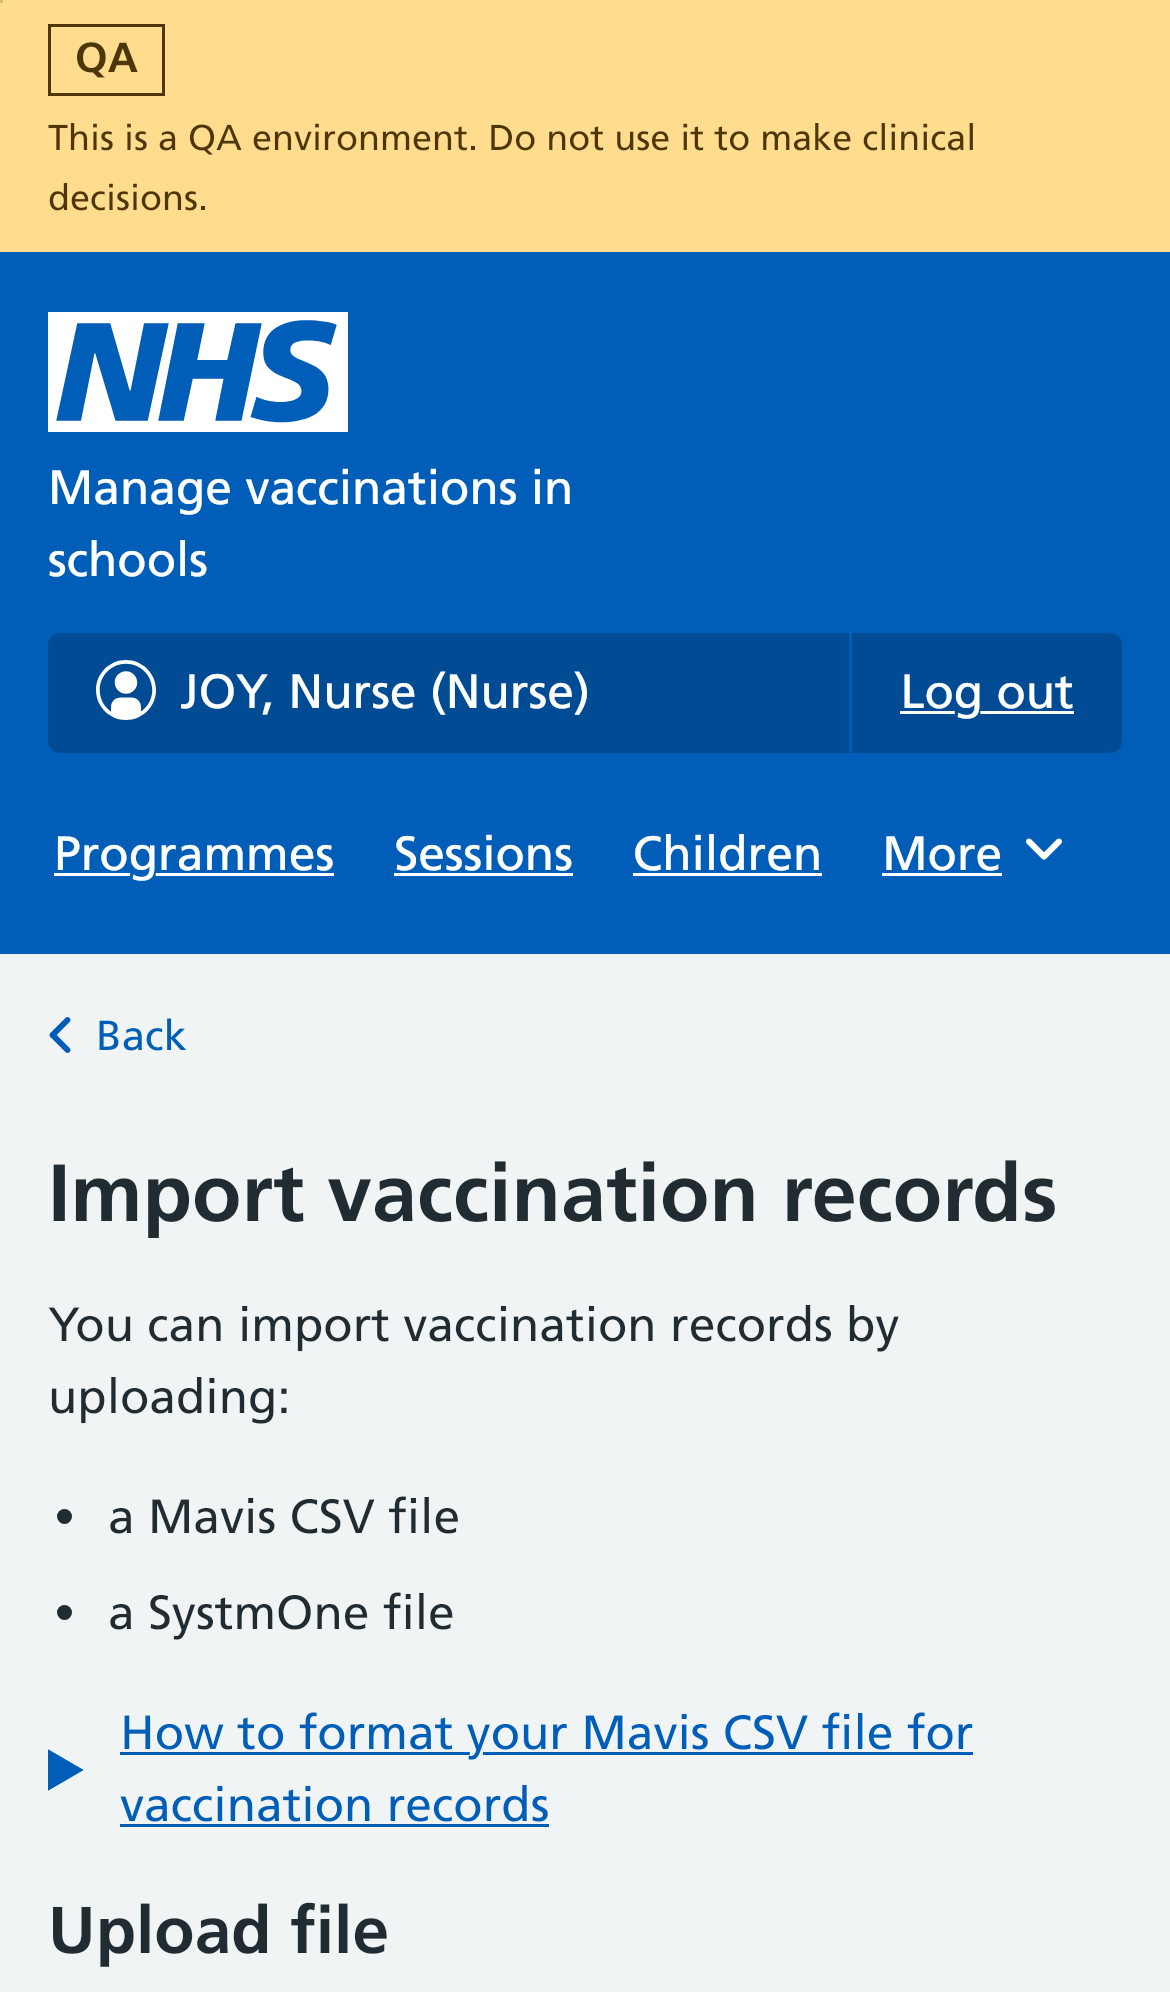 QA
This is a QA environment. Do not use it to make clinical
decisions.
NHS
Manage vaccinations in
schools
JOY, Nurse (Nurse)
Log out
Programmes Sessions Children More
Back
Import vaccination records
You can import vaccination records by
uploading:
• a Mavis CSV file
• a SystmOne file
How to format your Mavis CSV file for
vaccination records
Upload file